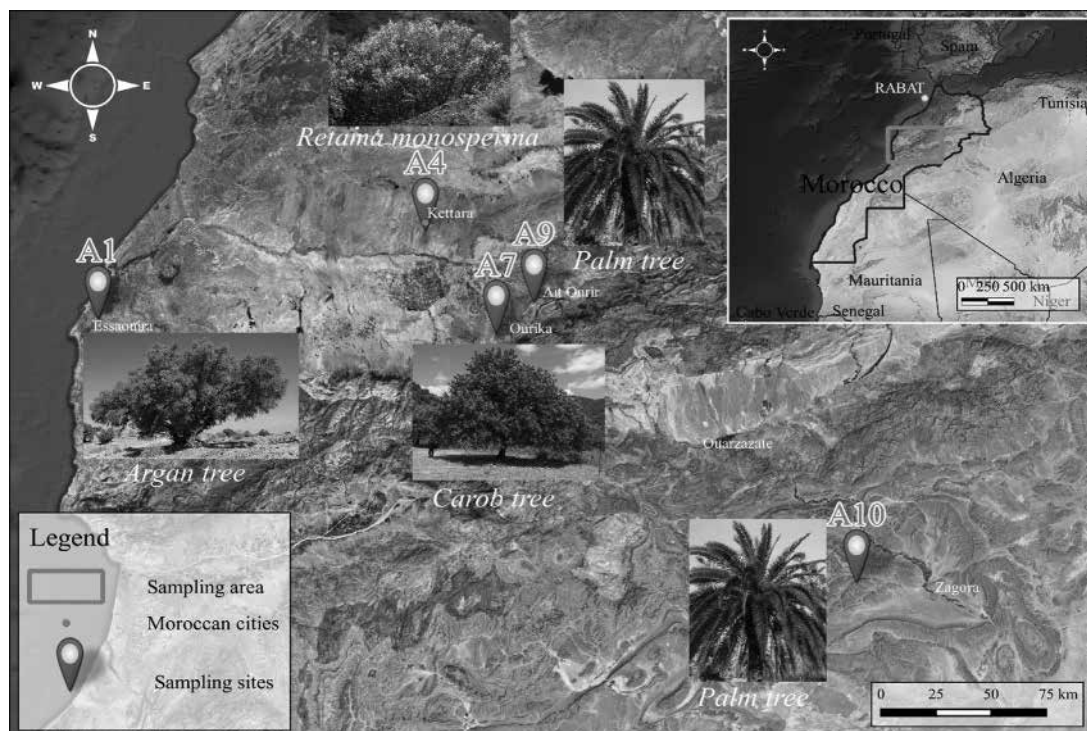 N
W E
S
Retama monosperma
A4
Kettara
Palm tree
A1
Essaouira
A9
Ait Ourir
A7
Ourika
Argan tree
Carob tree
Ouarzazate
A10
Zagora
Palm tree
Portugal
Spain
RABAT
Tunisia
Morocco
Algeria
Mauritania
Cabo Verde
Senegal
Niger
0 250 500 km
Legend
Sampling area
Moroccan cities
Sampling sites
0 25 50 75 km